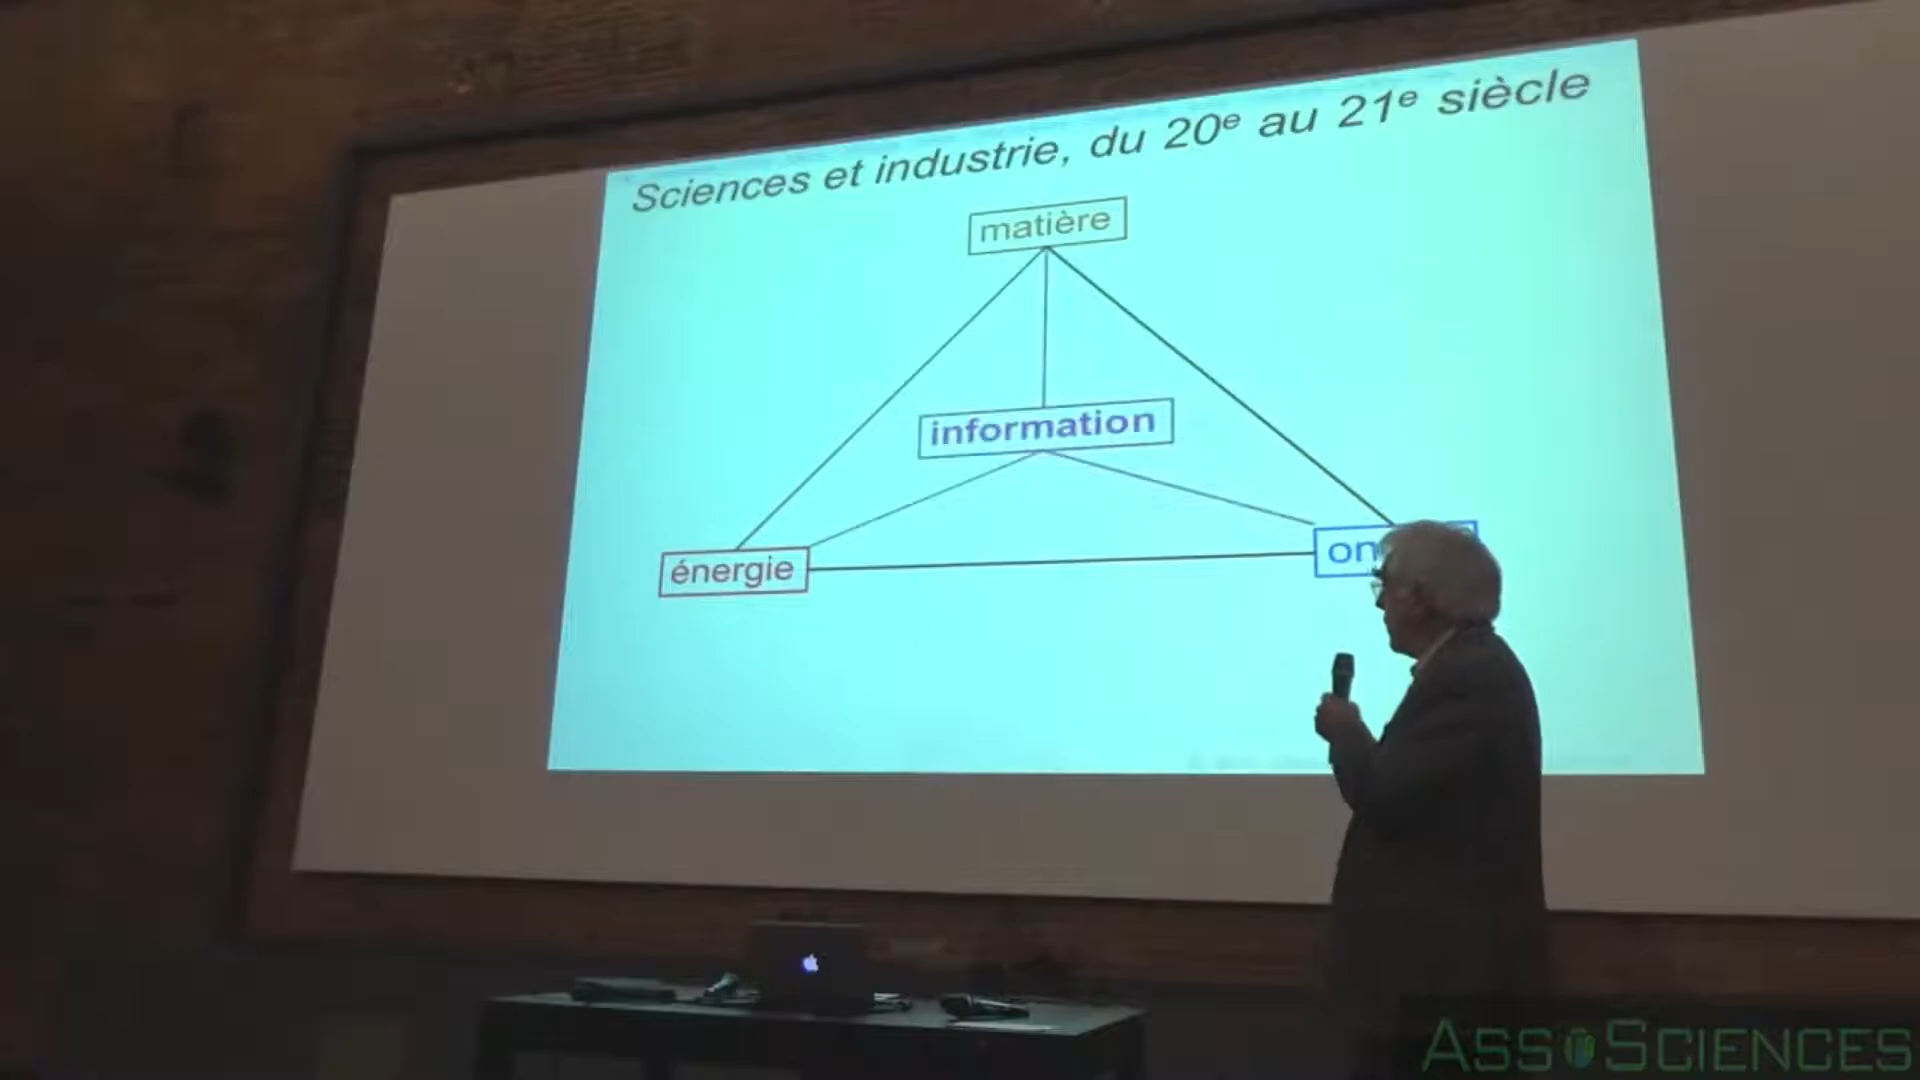 Sciences et industrie, du 20e au 21e siècle
matière
information
énergie
AssoSciences